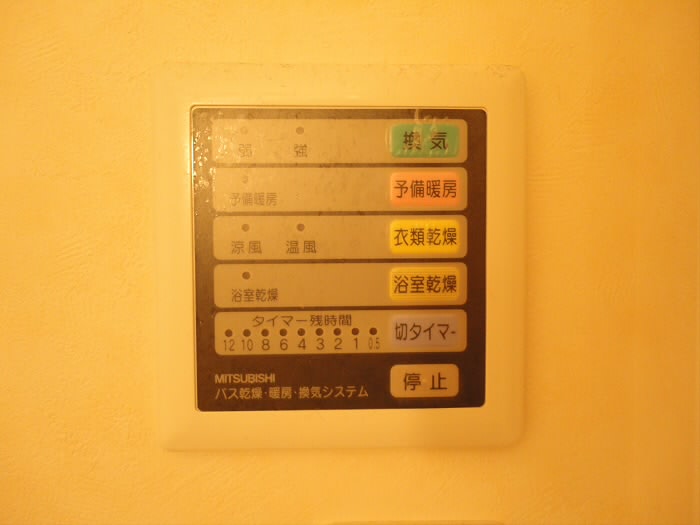 弱 強 換気
予備暖房 予備暖房
涼風 温風 衣類乾燥
浴室乾燥 浴室乾燥
タイマー残時間
12 10 8 6 4 3 2 1 0.5 切タイマー
MITSUBISHI 停止
バス乾燥・暖房・換気システム